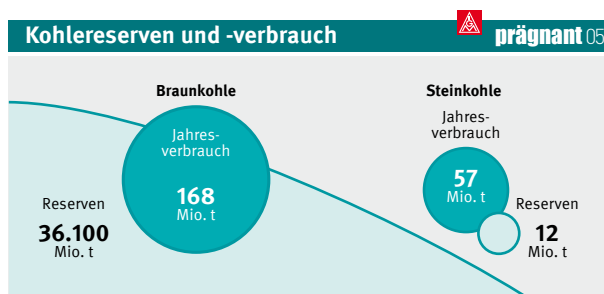 Kohlereserven und -verbrauch
IGM
prägnant 05
Braunkohle
Jahres-
verbrauch
168
Mio. t
Reserven
36.100
Mio. t
Steinkohle
Jahres-
verbrauch
57
Mio. t
Reserven
12
Mio. t